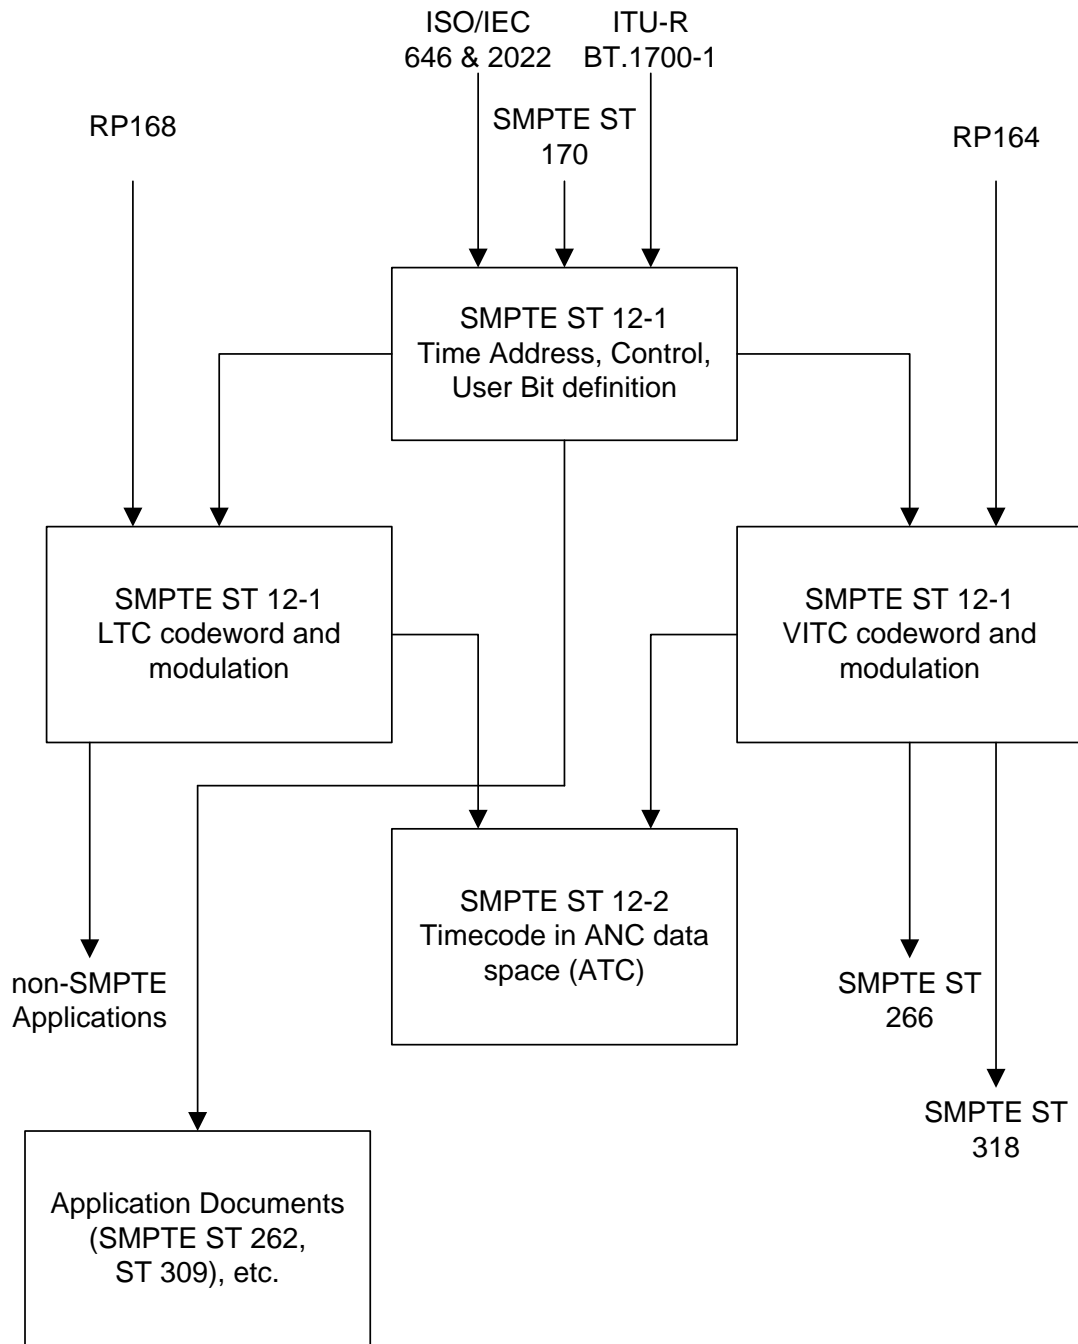 ISO/IEC
646 & 2022
ITU-R
BT.1700-1
RP168
SMPTE ST
170
RP164
SMPTE ST 12-1
Time Address, Control,
User Bit definition
SMPTE ST 12-1
LTC codeword and
modulation
SMPTE ST 12-1
VITC codeword and
modulation
SMPTE ST 12-2
Timecode in ANC data
space (ATC)
non-SMPTE
Applications
SMPTE ST
266
SMPTE ST
318
Application Documents
(SMPTE ST 262,
ST 309), etc.